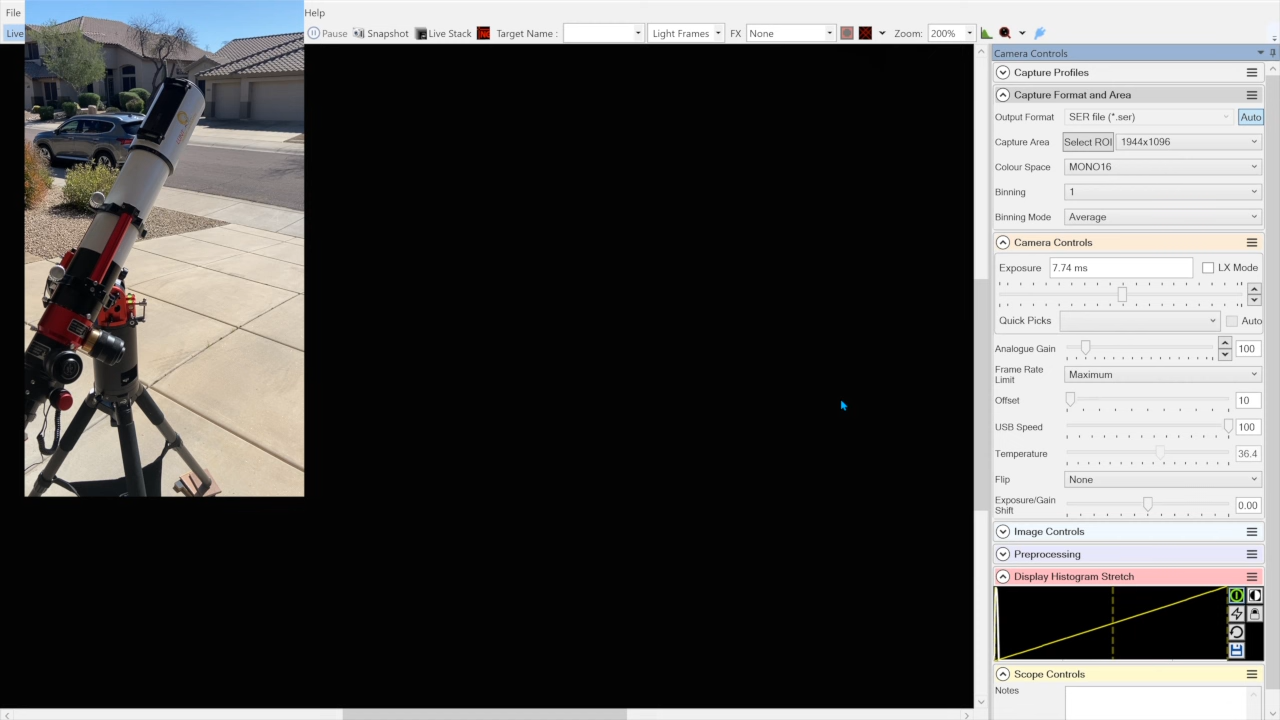 File Help
Live Pause Snapshot Live Stack Target Name : Light Frames FX None Zoom: 200%
Camera Controls
Capture Profiles
Capture Format and Area
Output Format SER file (*.ser) Auto
Capture Area Select ROI 1944x1096
Colour Space MONO16
Binning 1
Binning Mode Average
Camera Controls
Exposure 7.74 ms LX Mode
Quick Picks Auto
Analogue Gain 100
Frame Rate
Limit Maximum
Offset 10
USB Speed 100
Temperature 36.4
Flip None
Exposure/Gain
Shift 0.00
Image Controls
Preprocessing
Display Histogram Stretch
Scope Controls
Notes